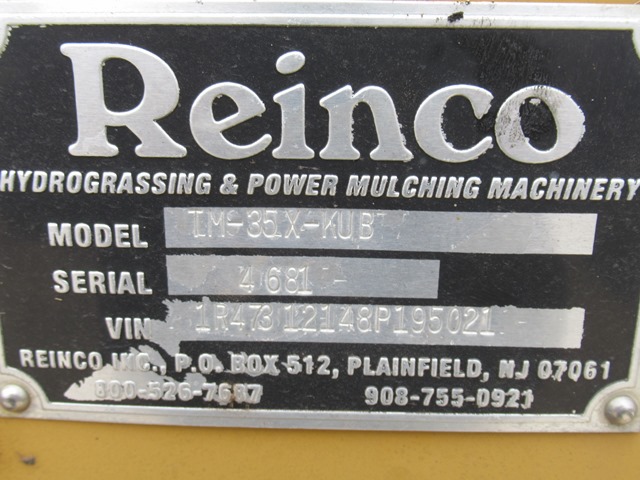 Reinco
HYDROGRASSING & POWER MULCHING MACHINERY
MODEL TM-35X-KUB
SERIAL 4681
VIN 1R47312148P195021
REINCO INC., P.O. BOX 512, PLAINFIELD, NJ 07061
800-526-7687 908-755-0921